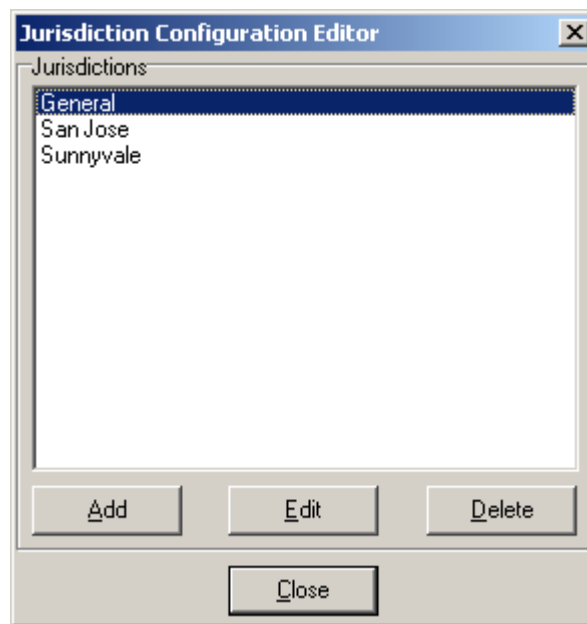 Jurisdiction Configuration Editor
Jurisdictions
General
San Jose
Sunnyvale
Add Edit Delete
Close